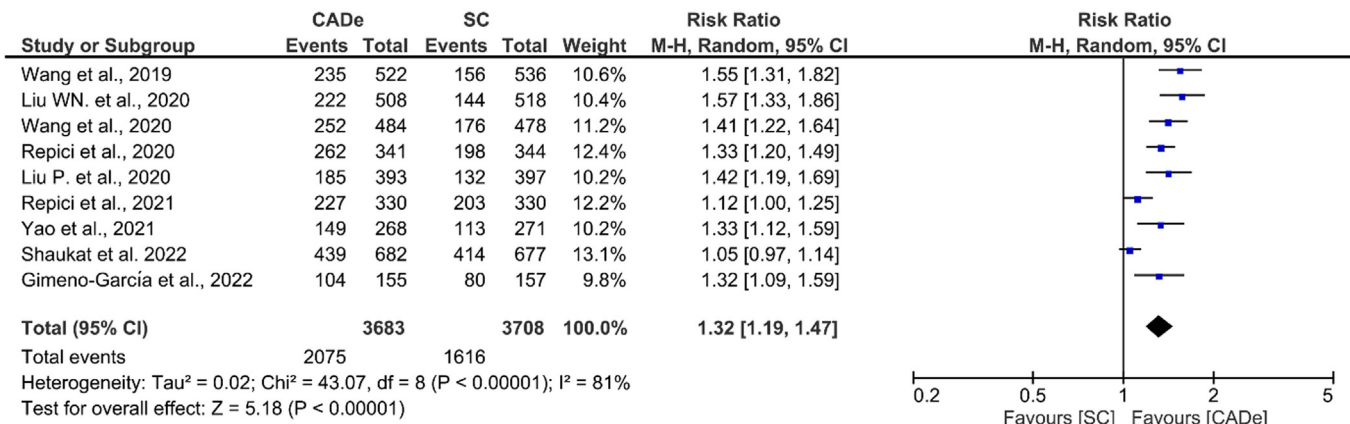 CADe SC Risk Ratio Risk Ratio
Study or Subgroup Events Total Events Total Weight M-H, Random, 95% CI M-H, Random, 95% CI
Wang et al., 2019 235 522 156 536 10.6% 1.55 [1.31, 1.82]
Liu WN. et al., 2020 222 508 144 518 10.4% 1.57 [1.33, 1.86]
Wang et al., 2020 252 484 176 478 11.2% 1.41 [1.22, 1.64]
Repici et al., 2020 262 341 198 344 12.4% 1.33 [1.20, 1.49]
Liu P. et al., 2020 185 393 132 397 10.2% 1.42 [1.19, 1.69]
Repici et al., 2021 227 330 203 330 12.2% 1.12 [1.00, 1.25]
Yao et al., 2021 149 268 113 271 10.2% 1.33 [1.12, 1.59]
Shaukat et al. 2022 439 682 414 677 13.1% 1.05 [0.97, 1.14]
Gimeno-García et al., 2022 104 155 80 157 9.8% 1.32 [1.09, 1.59]
Total (95% CI) 3683 3708 100.0% 1.32 [1.19, 1.47]
Total events 2075 1616
Heterogeneity: Tau² = 0.02; Chi² = 43.07, df = 8 (P < 0.00001); I² = 81%
Test for overall effect: Z = 5.18 (P < 0.00001)
0.2 0.5 1 2 5
Favours [SC] Favours [CADe]